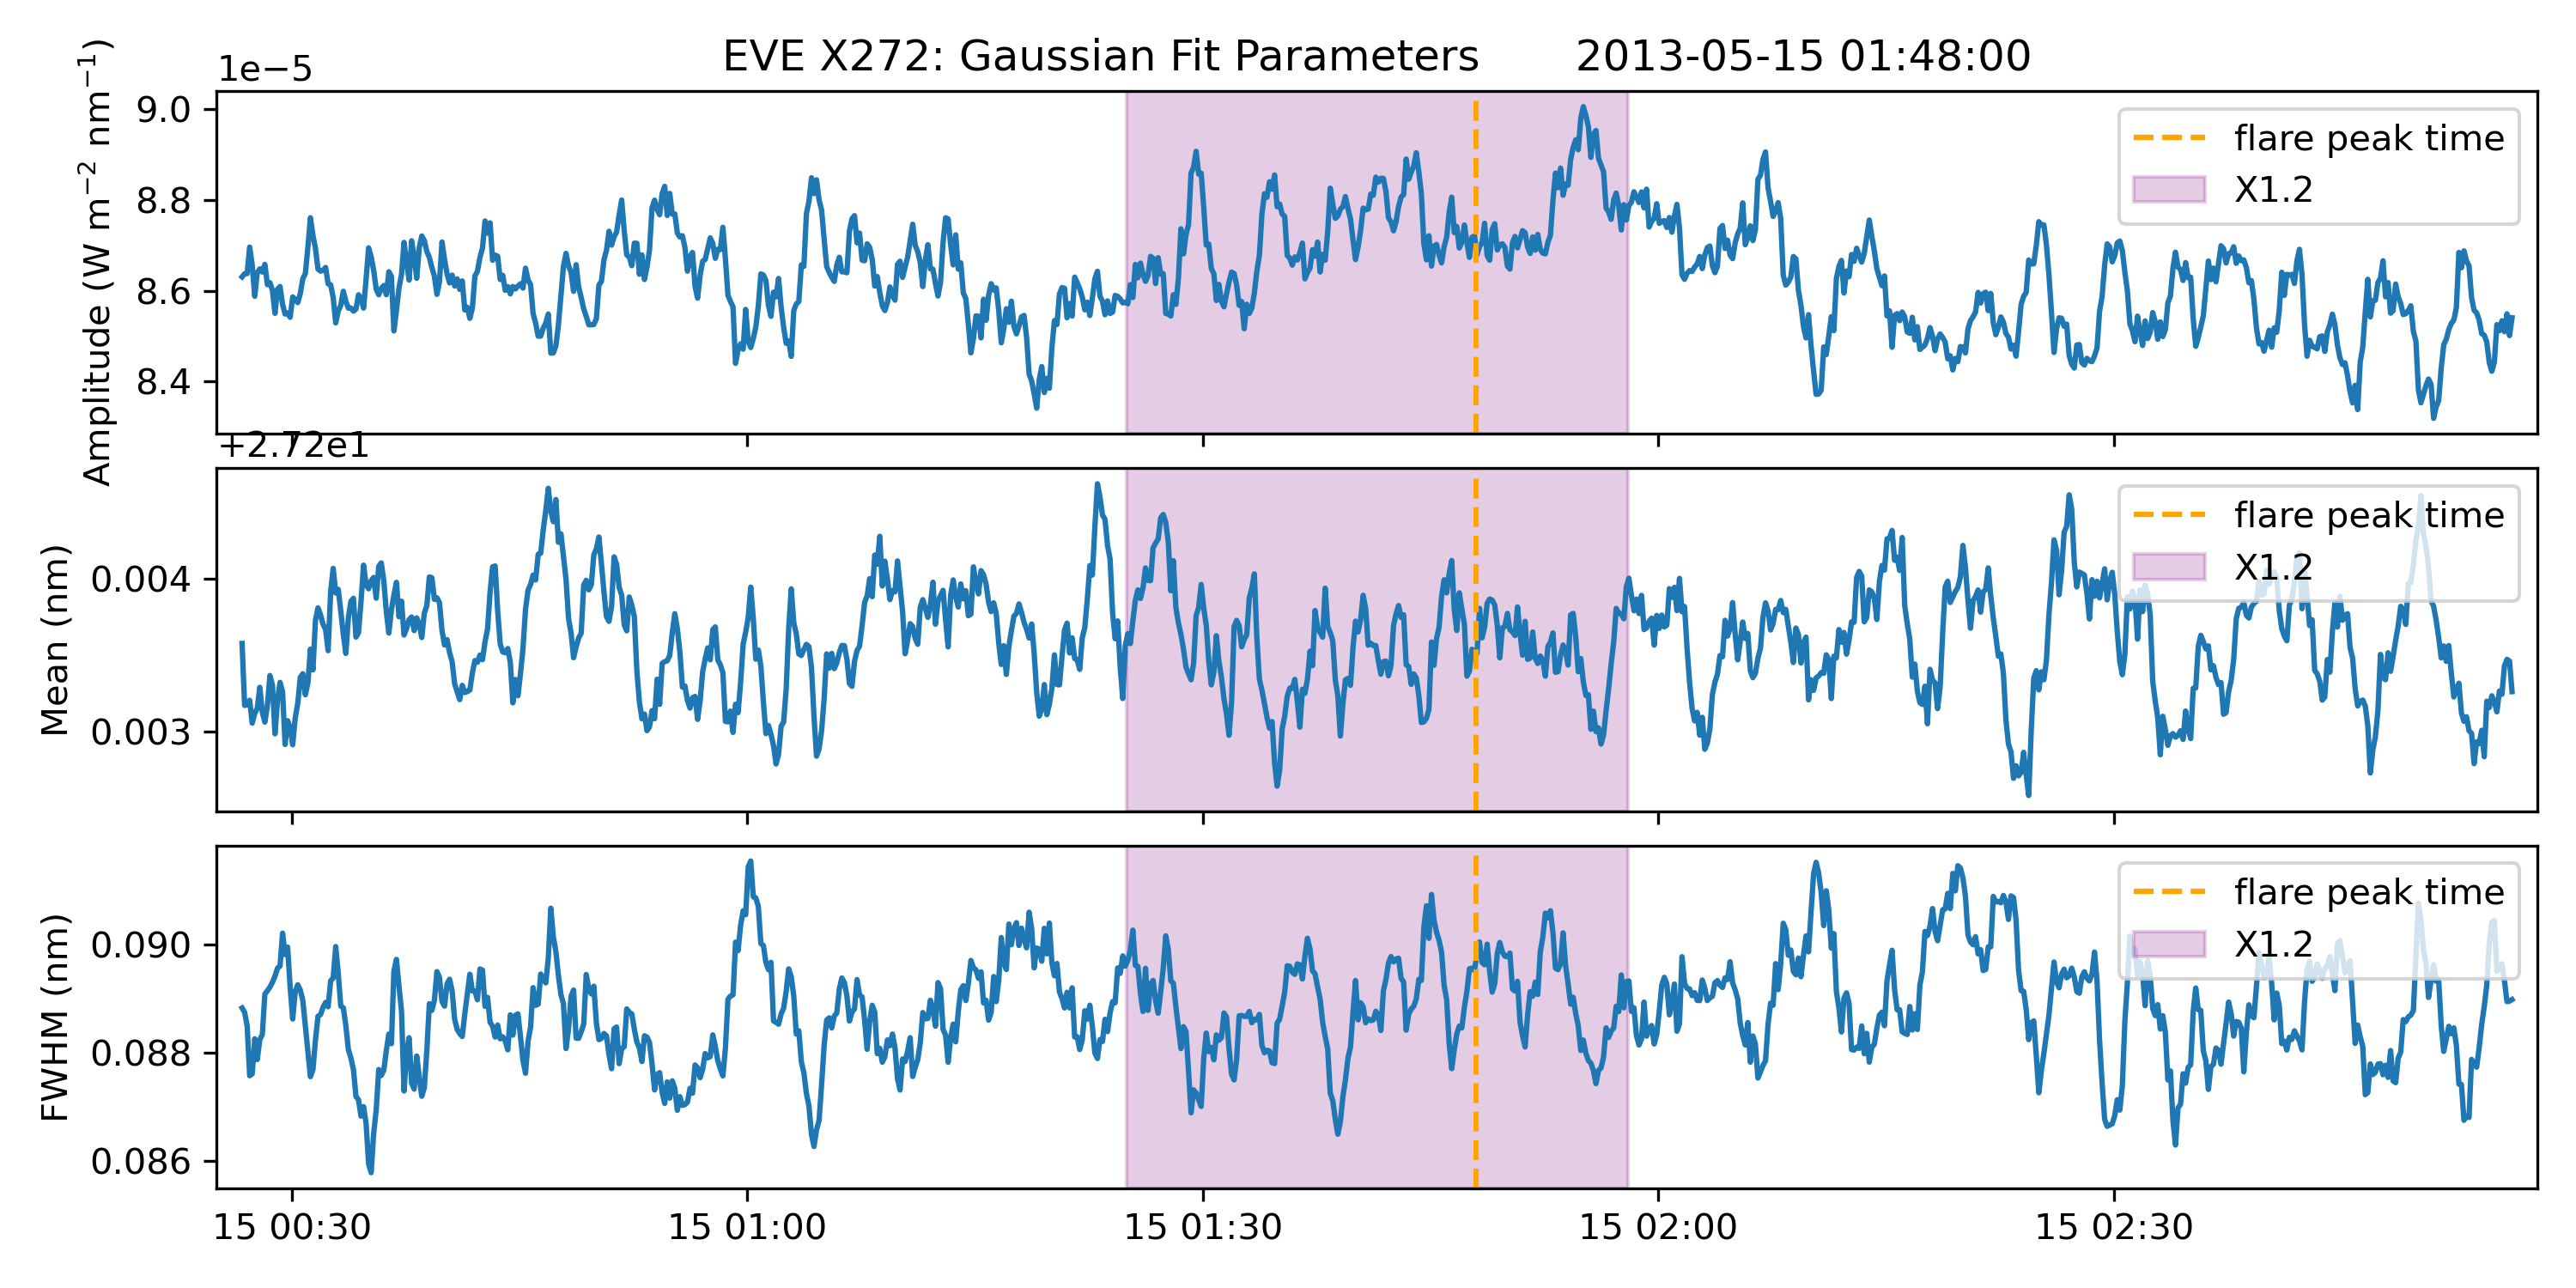 EVE X272: Gaussian Fit Parameters 2013-05-15 01:48:00
1e−5
Amplitude (W m⁻² nm⁻¹)
9.0
8.8
8.6
8.4
flare peak time
X1.2
+2.72e1
Mean (nm)
0.004
0.003
flare peak time
X1.2
FWHM (nm)
0.090
0.088
0.086
flare peak time
X1.2
15 00:30 15 01:00 15 01:30 15 02:00 15 02:30